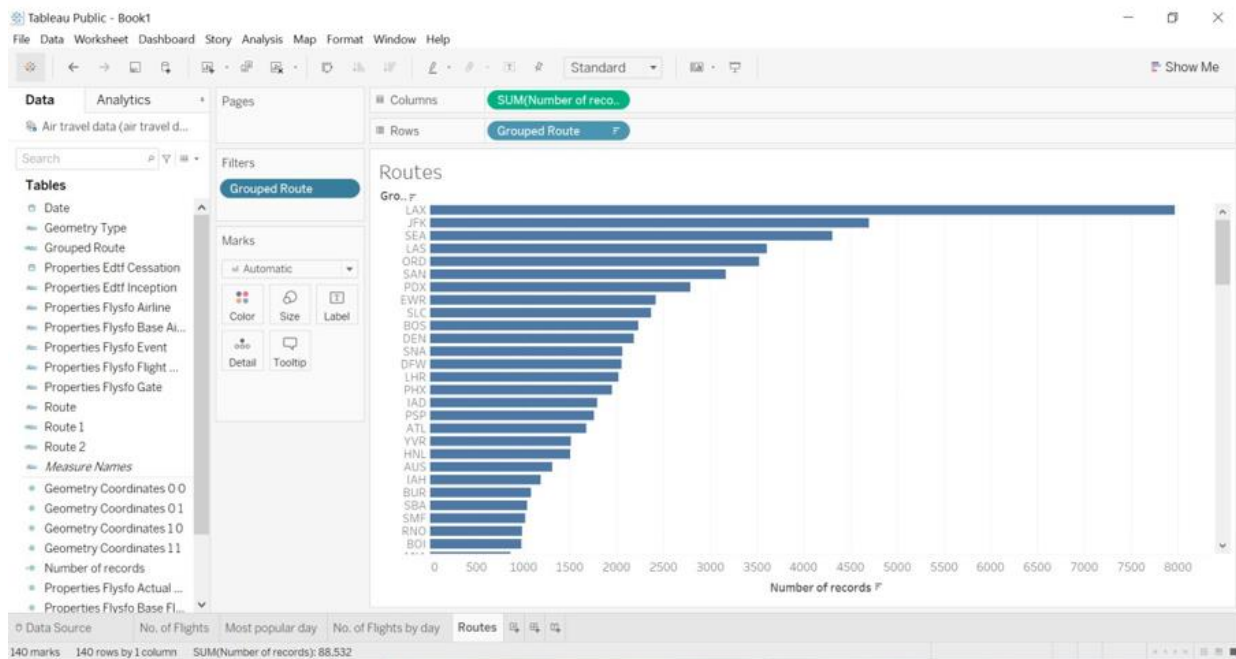 Tableau Public - Book1
File Data Worksheet Dashboard Story Analysis Map Format Window Help
Standard
Show Me
Data Analytics
Air travel data (air travel d...
Search
Tables
Date
Geometry Type
Grouped Route
Properties Edtf Cessation
Properties Edtf Inception
Properties Flysfo Airline
Properties Flysfo Base Ai...
Properties Flysfo Event
Properties Flysfo Flight ...
Properties Flysfo Gate
Route
Route 1
Route 2
Measure Names
Geometry Coordinates 0 0
Geometry Coordinates 0 1
Geometry Coordinates 1 0
Geometry Coordinates 1 1
Number of records
Properties Flysfo Actual ...
Properties Flysfo Base Fl...
Pages
Filters
Grouped Route
Marks
Automatic
Color Size Label
Detail Tooltip
Columns SUM(Number of reco..
Rows Grouped Route
Routes
Gro..
LAX
JFK
SEA
LAS
ORD
SAN
PDX
EWR
SLC
BOS
DEN
SNA
DFW
LHR
PHX
IAD
PSP
ATL
YVR
HNL
AUS
IAH
BUR
SBA
SMF
RNO
BOI
0 500 1000 1500 2000 2500 3000 3500 4000 4500 5000 5500 6000 6500 7000 7500 8000
Number of records
Data Source No. of Flights Most popular day No. of Flights by day Routes
140 marks 140 rows by 1 column SUM(Number of records): 88,532